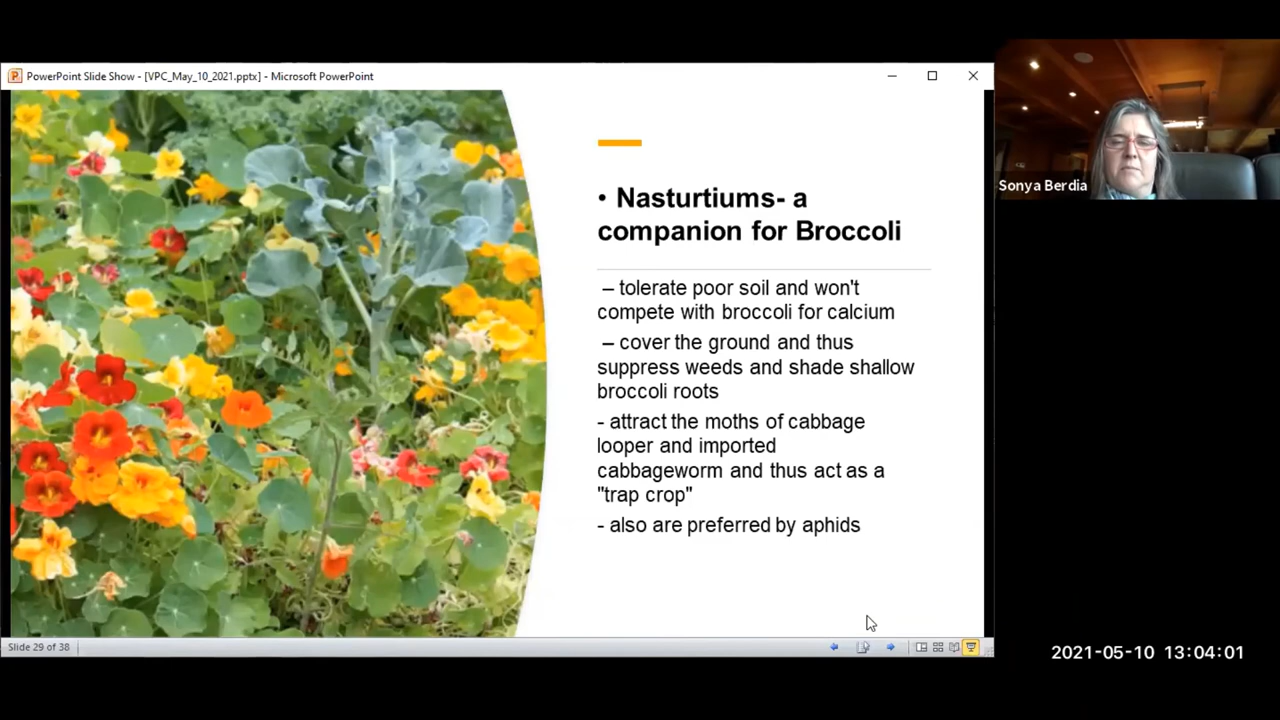 PowerPoint Slide Show - [VPC_May_10_2021.pptx] - Microsoft PowerPoint
• Nasturtiums- a
companion for Broccoli
– tolerate poor soil and won't
compete with broccoli for calcium
– cover the ground and thus
suppress weeds and shade shallow
broccoli roots
- attract the moths of cabbage
looper and imported
cabbageworm and thus act as a
"trap crop"
- also are preferred by aphids
Sonya Berdia
Slide 29 of 38
2021-05-10 13:04:01